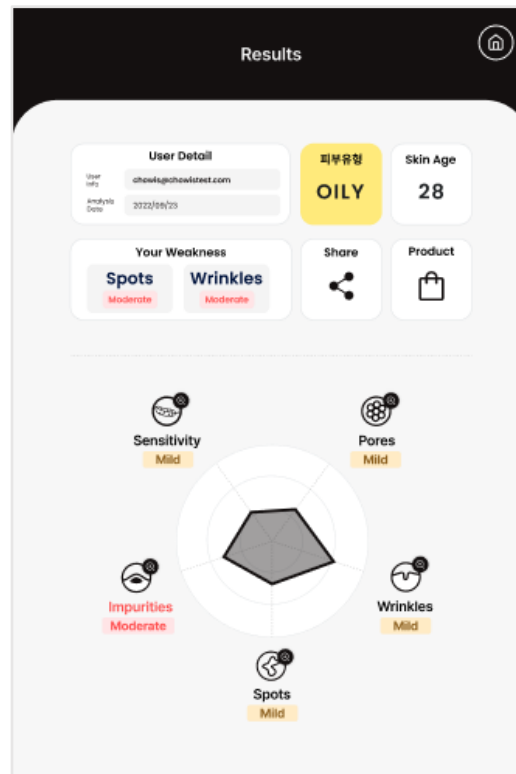 Results
User Detail
User Info
chowis@chowistest.com
Analysis Data
2022/09/23
피부유형
OILY
Skin Age
28
Your Weakness
Spots
Moderate
Wrinkles
Moderate
Share
Product
Sensitivity
Mild
Pores
Mild
Impurities
Moderate
Wrinkles
Mild
Spots
Mild